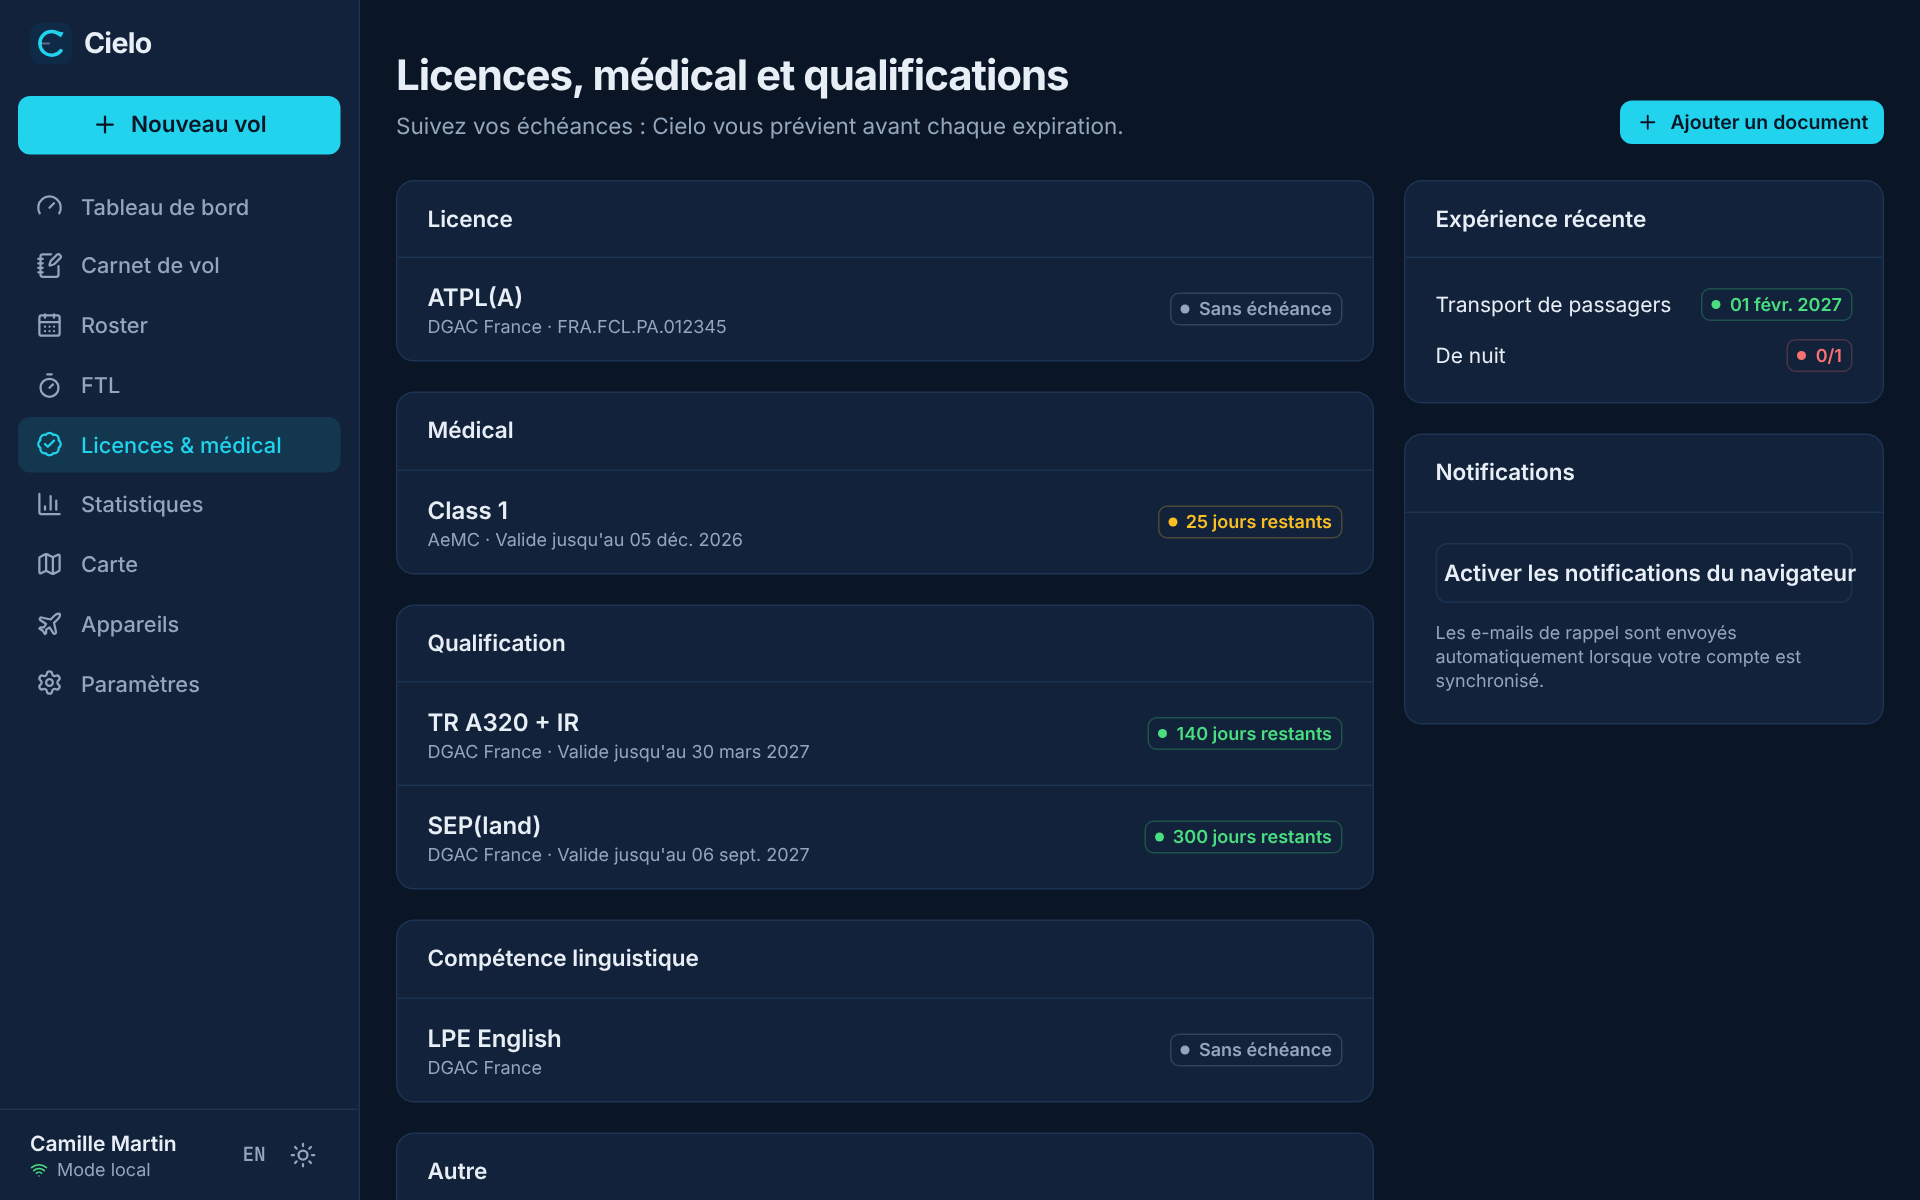 Cielo
Nouveau vol
Tableau de bord
Carnet de vol
Roster
FTL
Licences & médical
Statistiques
Carte
Appareils
Paramètres
Camille Martin
Mode local
EN
Licences, médical et qualifications
Suivez vos échéances : Cielo vous prévient avant chaque expiration.
Ajouter un document
Licence
ATPL(A)
DGAC France · FRA.FCL.PA.012345
Sans échéance
Médical
Class 1
AeMC · Valide jusqu'au 05 déc. 2026
25 jours restants
Qualification
TR A320 + IR
DGAC France · Valide jusqu'au 30 mars 2027
140 jours restants
SEP(land)
DGAC France · Valide jusqu'au 06 sept. 2027
300 jours restants
Compétence linguistique
LPE English
DGAC France
Sans échéance
Autre
Expérience récente
Transport de passagers
01 févr. 2027
De nuit
0/1
Notifications
Activer les notifications du navigateur
Les e-mails de rappel sont envoyés
automatiquement lorsque votre compte est
synchronisé.